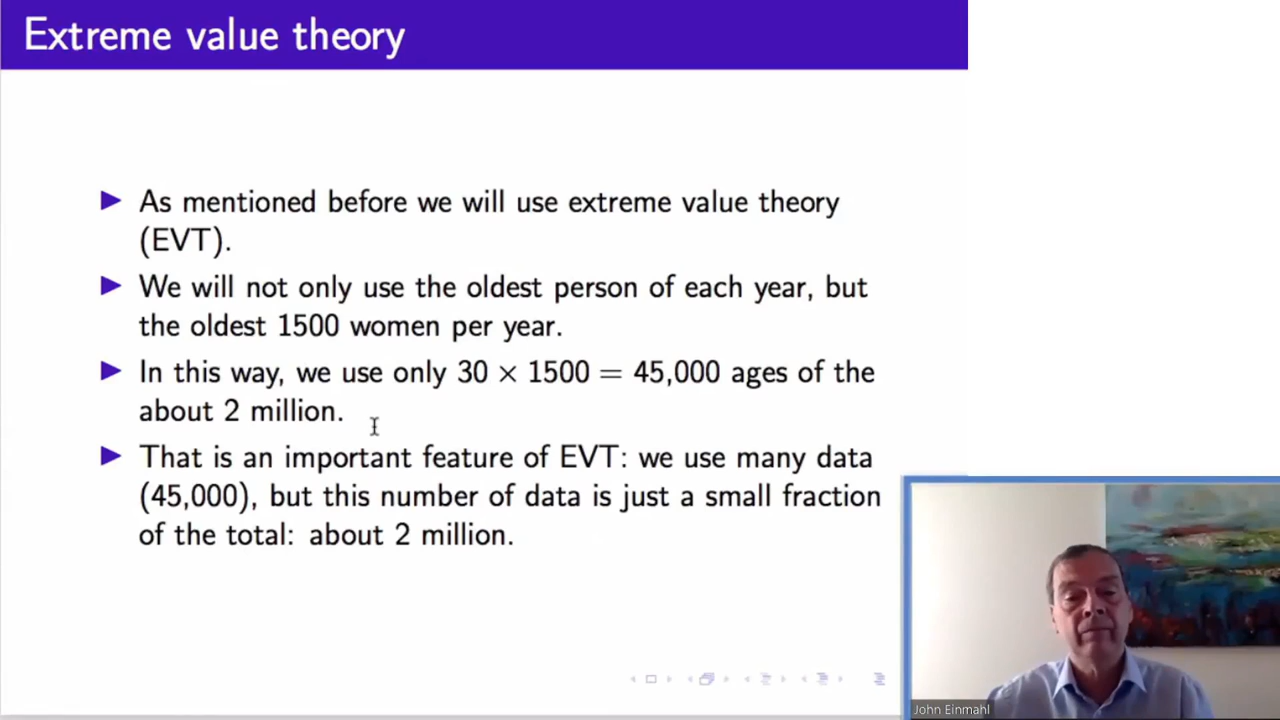 Extreme value theory
As mentioned before we will use extreme value theory
(EVT).
We will not only use the oldest person of each year, but
the oldest 1500 women per year.
In this way, we use only 30 × 1500 = 45,000 ages of the
about 2 million.
That is an important feature of EVT: we use many data
(45,000), but this number of data is just a small fraction
of the total: about 2 million.
John Einmahl